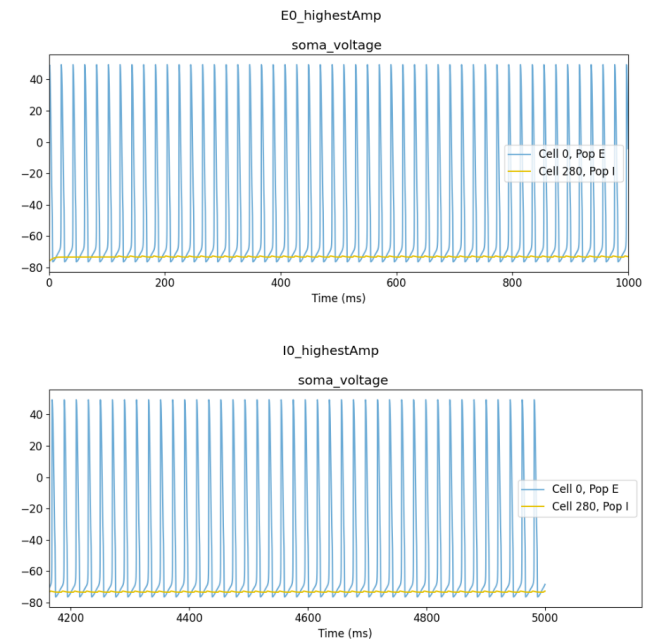 E0_highestAmp
soma_voltage
40
20
0
−20
−40
−60
−80
Cell 0, Pop E
Cell 280, Pop I
0 200 400 600 800 1000
Time (ms)
I0_highestAmp
soma_voltage
40
20
0
−20
−40
−60
−80
Cell 0, Pop E
Cell 280, Pop I
4200 4400 4600 4800 5000
Time (ms)